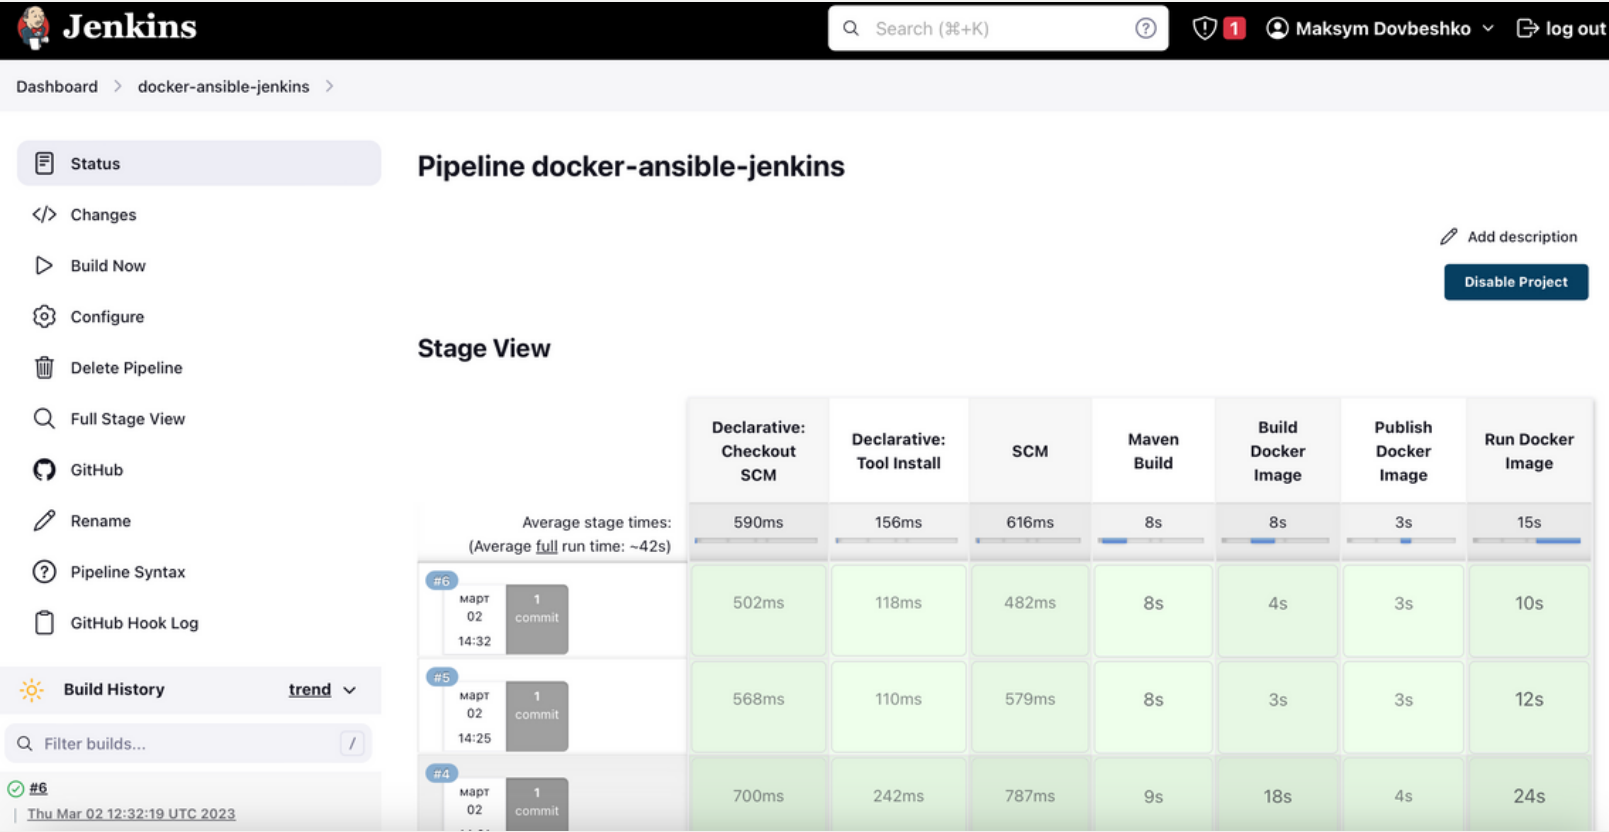 Jenkins
Search (⌘+K)
?
1
Maksym Dovbeshko
log out
Dashboard
docker-ansible-jenkins
Status
Changes
Build Now
Configure
Delete Pipeline
Full Stage View
GitHub
Rename
Pipeline Syntax
GitHub Hook Log
Build History
trend
Filter builds...
/
#6
Thu Mar 02 12:32:19 UTC 2023
Pipeline docker-ansible-jenkins
Add description
Disable Project
Stage View
Declarative:
Checkout
SCM
Declarative:
Tool Install
SCM
Maven
Build
Build
Docker
Image
Publish
Docker
Image
Run Docker
Image
Average stage times:
(Average full run time: ~42s)
590ms
156ms
616ms
8s
8s
3s
15s
#6
март
02
14:32
1
commit
502ms
118ms
482ms
8s
4s
3s
10s
#5
март
02
14:25
1
commit
568ms
110ms
579ms
8s
3s
3s
12s
#4
март
02
1
commit
700ms
242ms
787ms
9s
18s
4s
24s